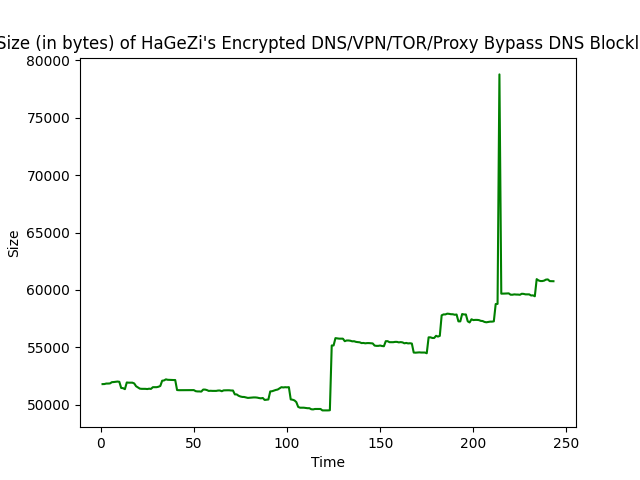 Size (in bytes) of HaGeZi's Encrypted DNS/VPN/TOR/Proxy Bypass DNS Blockl
80000
75000
70000
65000
60000
55000
50000
Size
0 50 100 150 200 250
Time